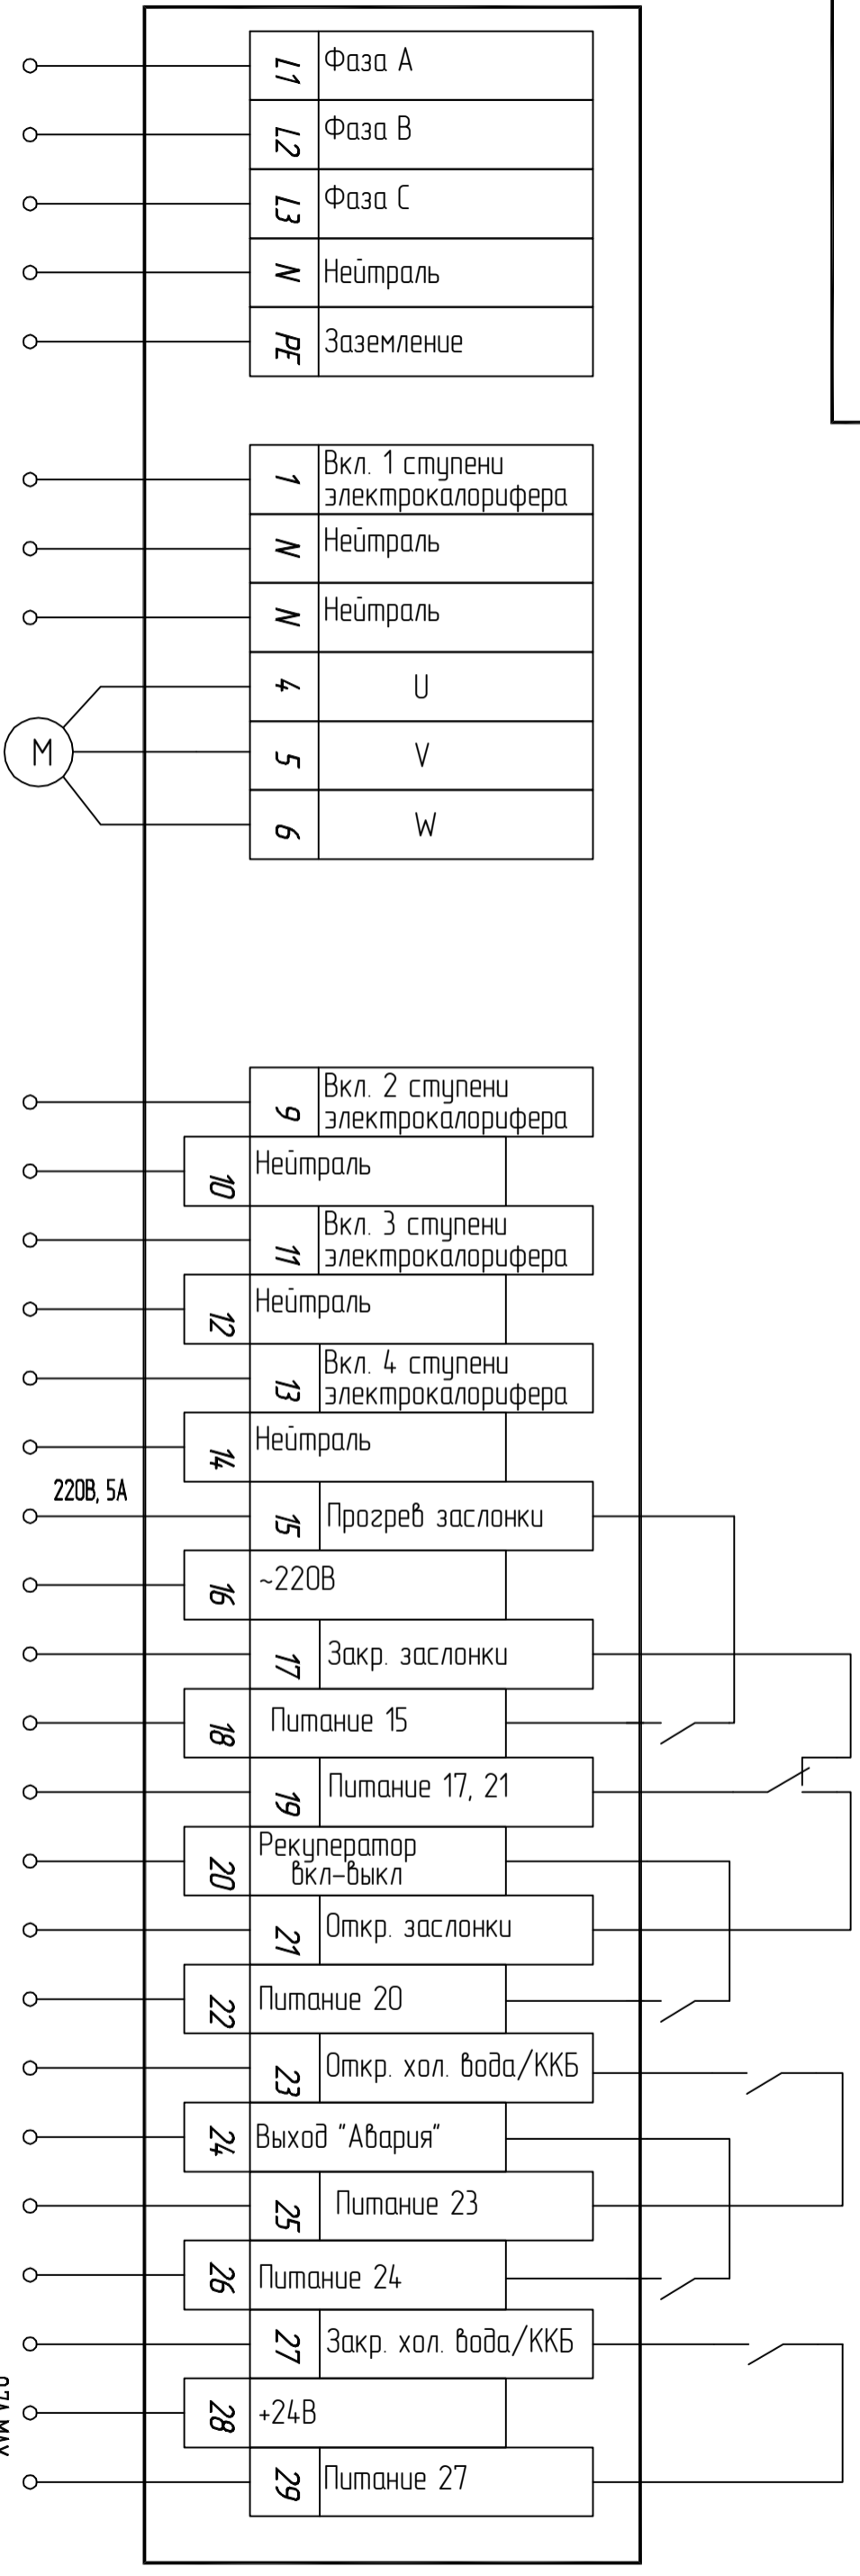 L1 Фаза А
L2 Фаза В
L3 Фаза С
N Нейтраль
PE Заземление
1 Вкл. 1 ступени
электрокалорифера
N Нейтраль
N Нейтраль
4 U
M
5 V
6 W
9 Вкл. 2 ступени
электрокалорифера
10 Нейтраль
11 Вкл. 3 ступени
электрокалорифера
12 Нейтраль
13 Вкл. 4 ступени
электрокалорифера
14 Нейтраль
220В, 5А
15 Прогрев заслонки
16 ~220В
17 Закр. заслонки
18 Питание 15
19 Питание 17, 21
20 Рекуператор
вкл-выкл
21 Откр. заслонки
22 Питание 20
23 Откр. хол. вода/ККБ
24 Выход "Авария"
25 Питание 23
26 Питание 24
27 Закр. хол. вода/ККБ
28 +24В
29 Питание 27